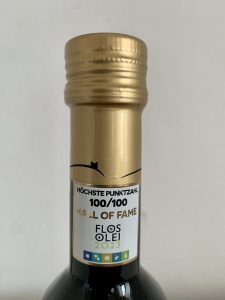 HÖCHSTE PUNKTZAHL
100/100
HALL OF FAME
FLOS
OLEI
2023